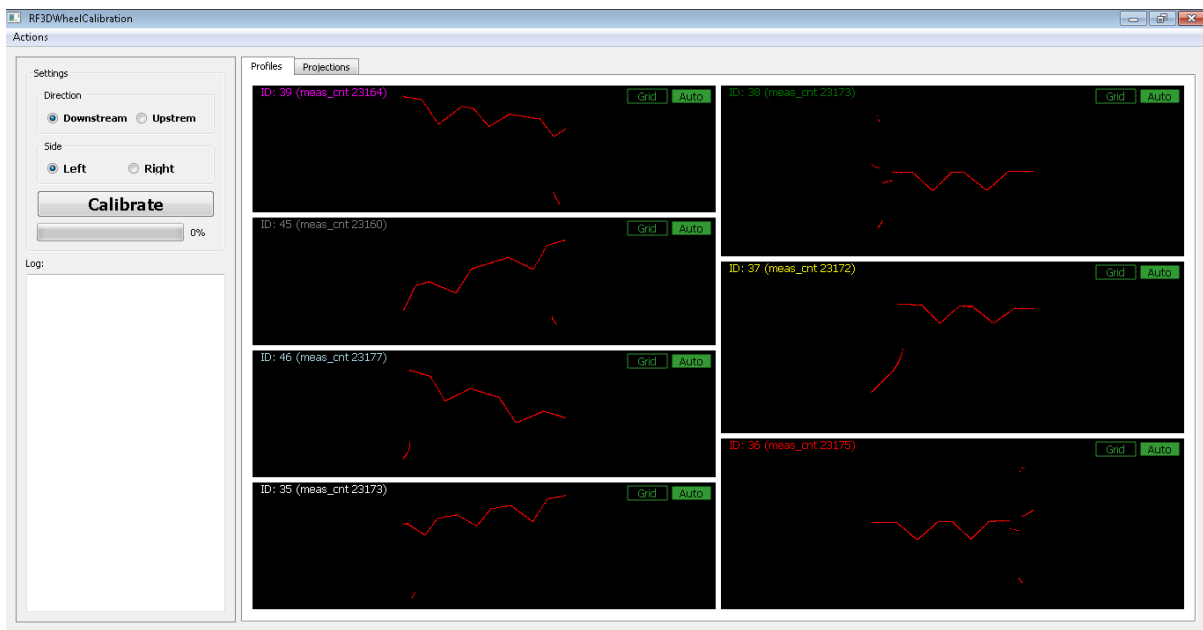 RF3DWheelCalibration
Actions
Settings
Direction
Downstream Upstrem
Side
Left Right
Calibrate
0%
Log:
Profiles Projections
ID: 39 (meas_cnt 23164) Grid Auto
ID: 45 (meas_cnt 23160) Grid Auto
ID: 46 (meas_cnt 23177) Grid Auto
ID: 35 (meas_cnt 23173) Grid Auto
ID: 38 (meas_cnt 23173) Grid Auto
ID: 37 (meas_cnt 23172) Grid Auto
ID: 36 (meas_cnt 23175) Grid Auto